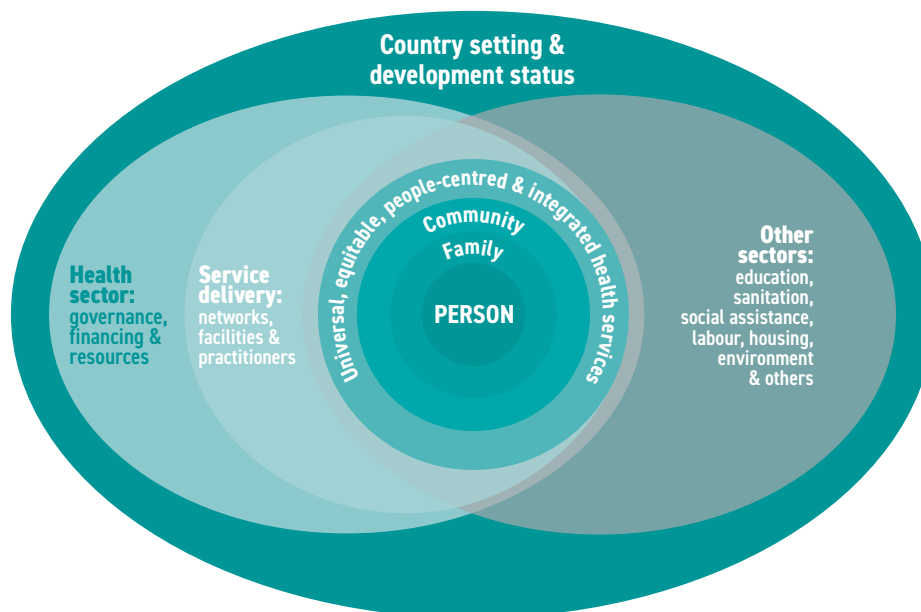 Country setting &
development status
Universal, equitable, people-centred & integrated health services
Community
Family
PERSON
Health
sector:
governance,
financing &
resources
Service
delivery:
networks,
facilities &
practitioners
Other
sectors:
education,
sanitation,
social assistance,
labour, housing,
environment
& others